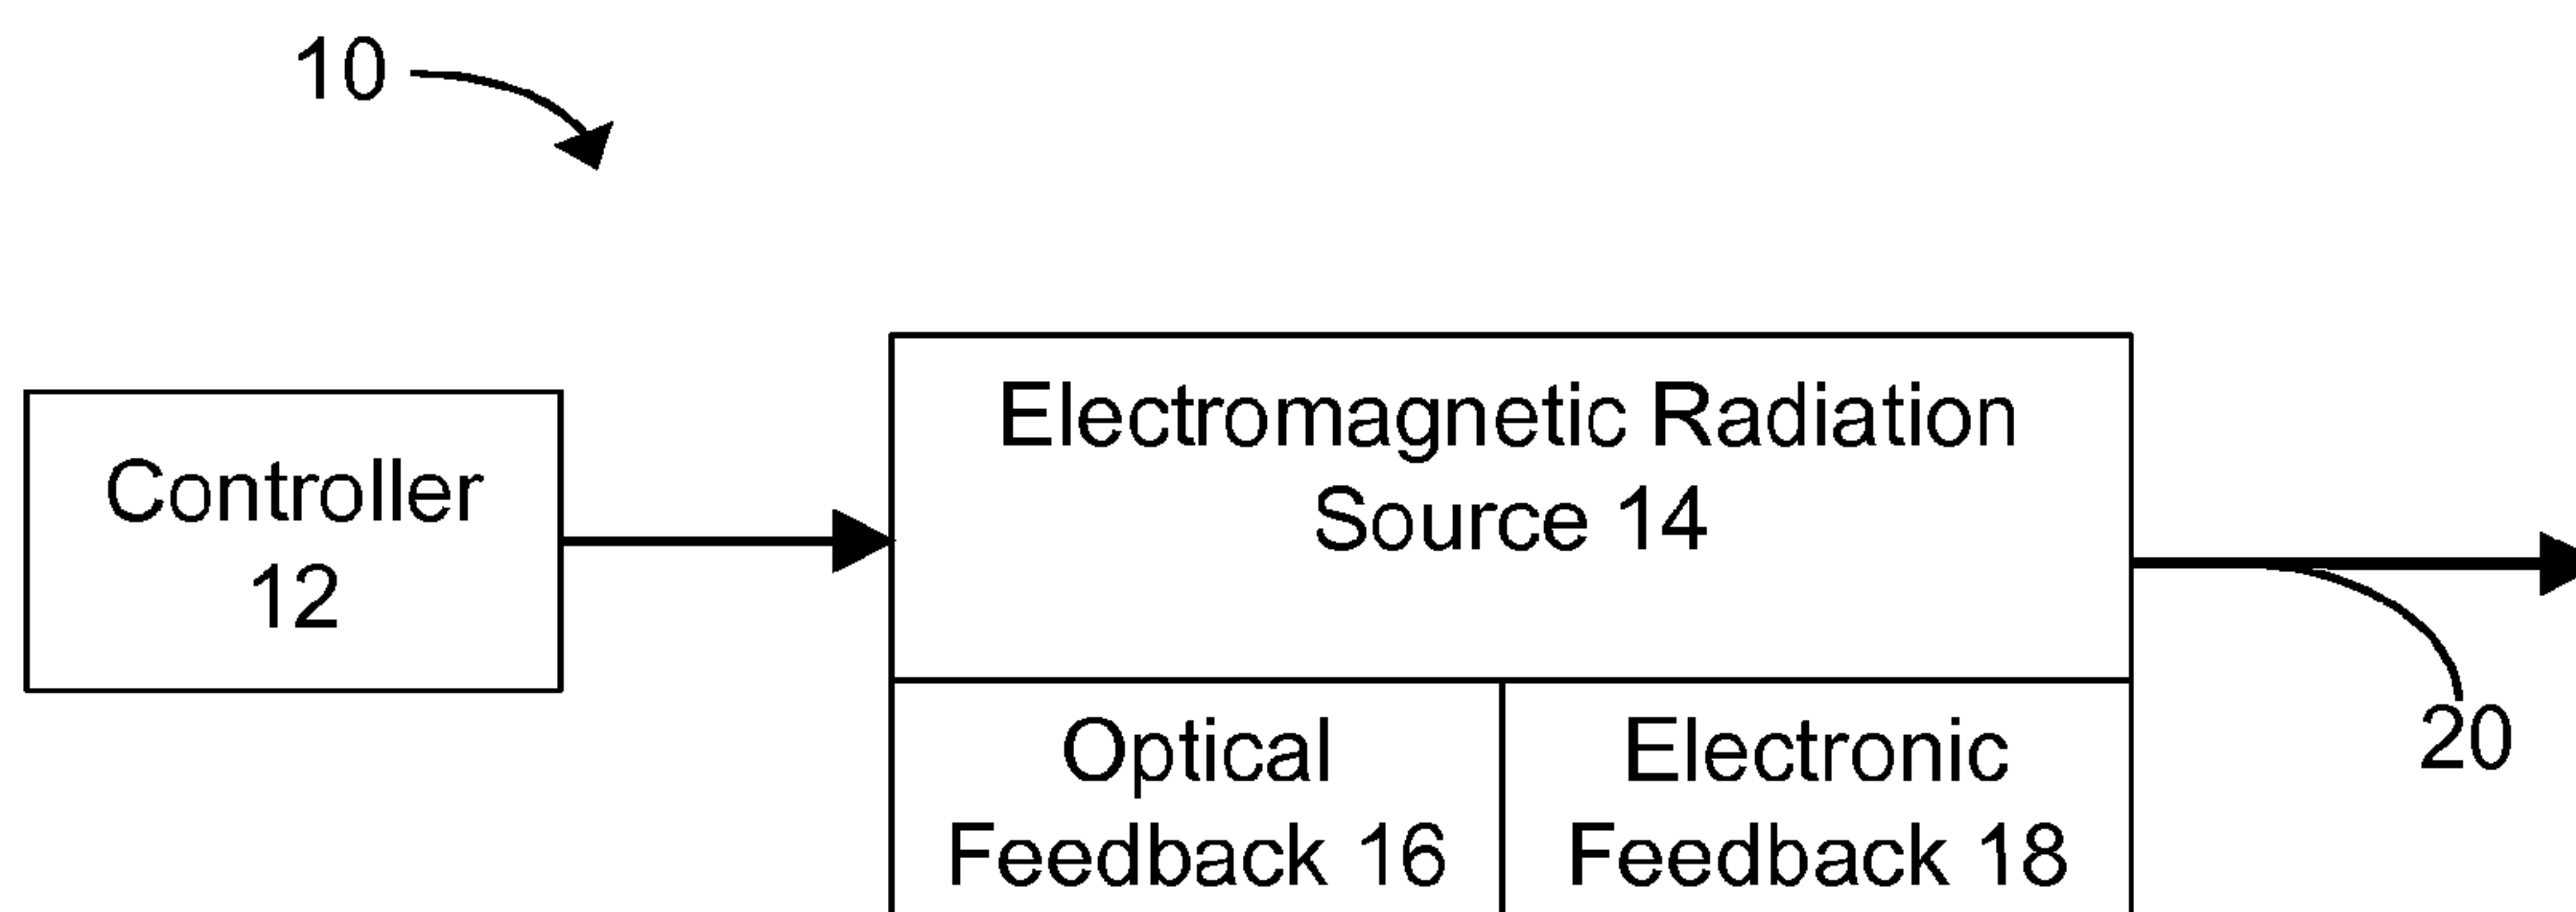 10
Controller
12
Electromagnetic Radiation
Source 14
Optical
Feedback 16
Electronic
Feedback 18
20